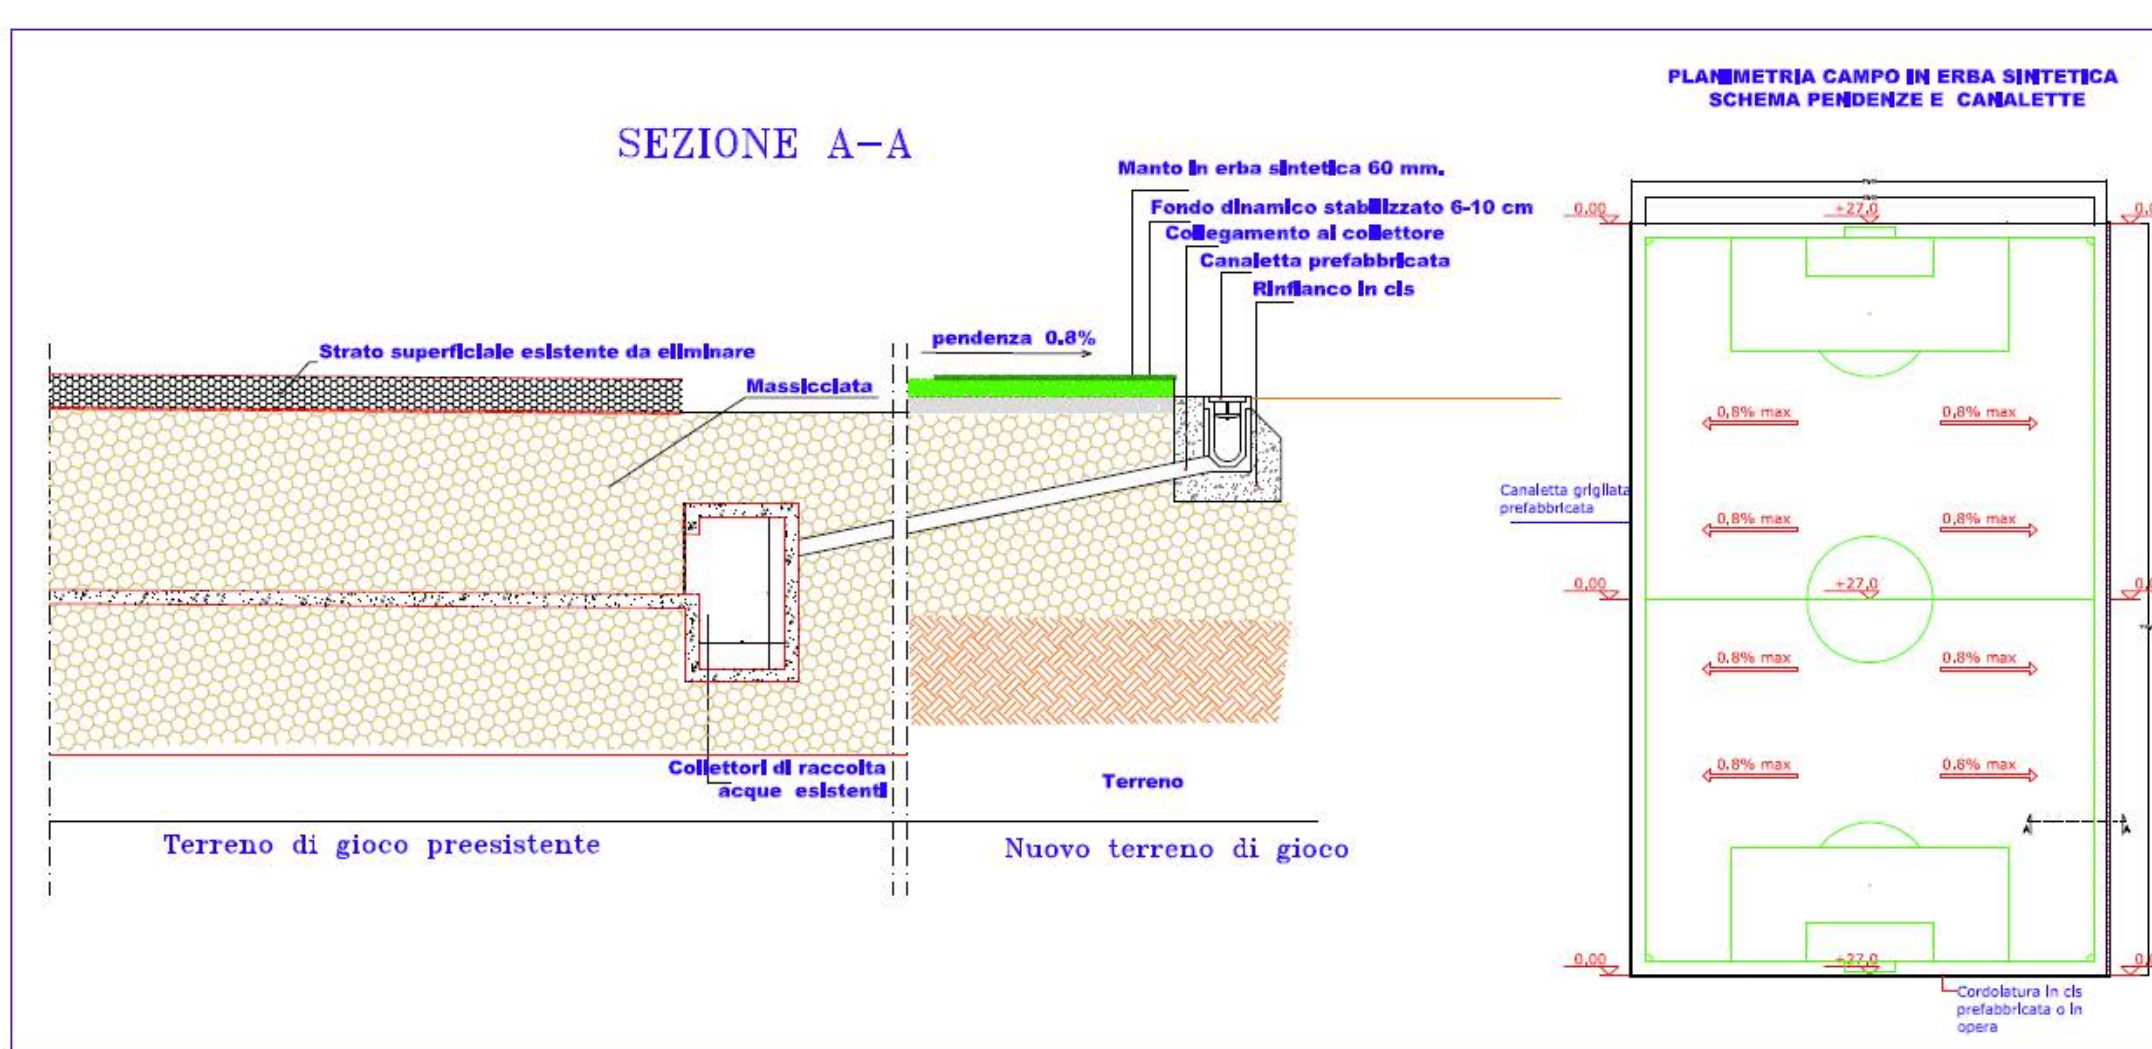 PLANIMETRIA CAMPO IN ERBA SINTETICA
SCHEMA PENDENZE E CANALETTE
SEZIONE A-A
Manto in erba sintetica 60 mm.
Fondo dinamico stabilizzato 6-10 cm
Collegamento al collettore
Canaletta prefabbricata
Rinfianco in cls
pendenza 0.8%
Strato superficiale esistente da eliminare
Massicciata
Collettori di raccolta
acque esistenti
Terreno
Terreno di gioco preesistente
Nuovo terreno di gioco
0,00
+27,0
0,8% max
0,8% max
Canaletta grigliata
prefabbricata
0,8% max
0,8% max
0,00
+27,0
0,8% max
0,8% max
0,8% max
0,8% max
A
A
0,00
+27,0
Cordolatura in cls
prefabbricata o in
opera